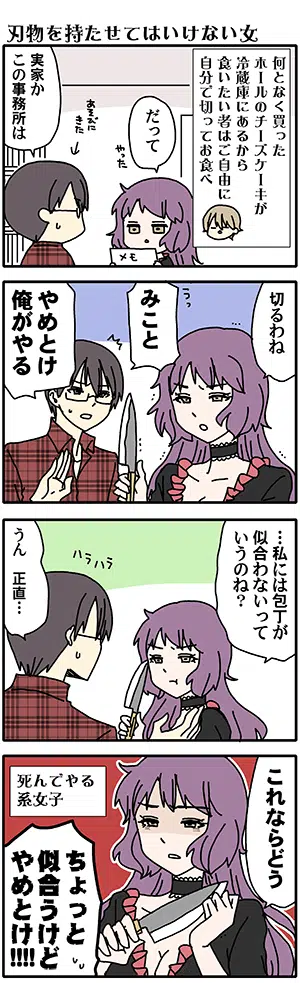 刃物を持たせてはいけない女
何となく買った
ホールのチーズケーキが
冷蔵庫にあるから
食いたい者はご自由に
自分で切ってお食べ
だって
やった
メモ
あそびに
きた
実家か
この事務所は
切るわね
うっ
みこと
やめとけ
俺がやる
…私には包丁が
似合わないって
いうのね？
ハラハラ
うん　正直…
これならどう
死んでやる
系女子
ちょっと
似合うけど
やめとけ!!!!